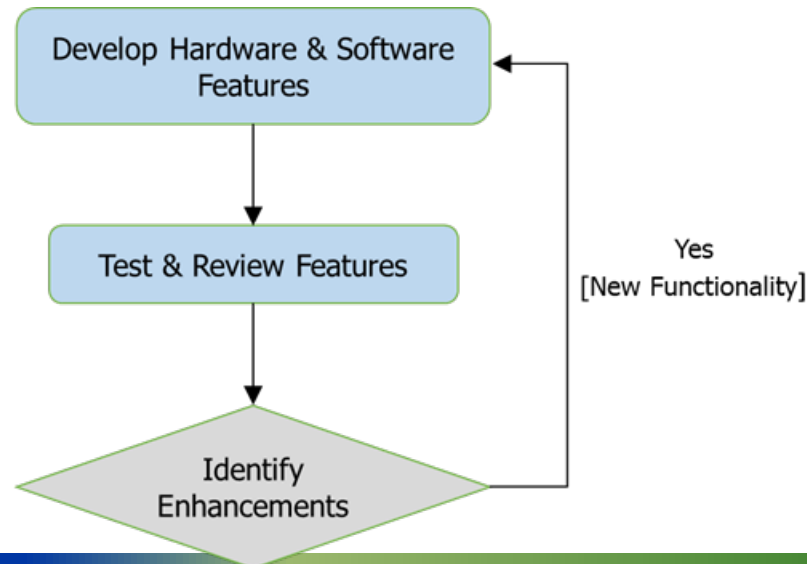 Develop Hardware & Software
Features
Test & Review Features
Yes
[New Functionality]
Identify
Enhancements